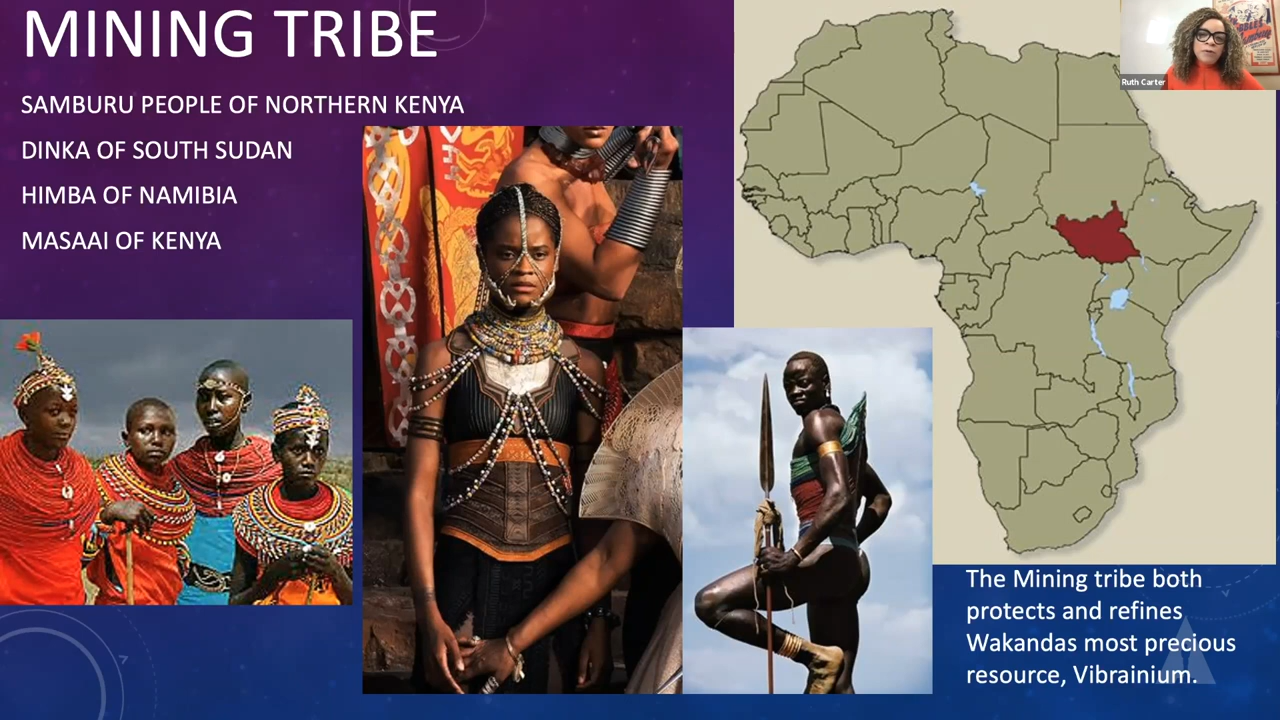 MINING TRIBE
SAMBURU PEOPLE OF NORTHERN KENYA
DINKA OF SOUTH SUDAN
HIMBA OF NAMIBIA
MASAAI OF KENYA
Ruth Carter
The Mining tribe both
protects and refines
Wakandas most precious
resource, Vibrainium.